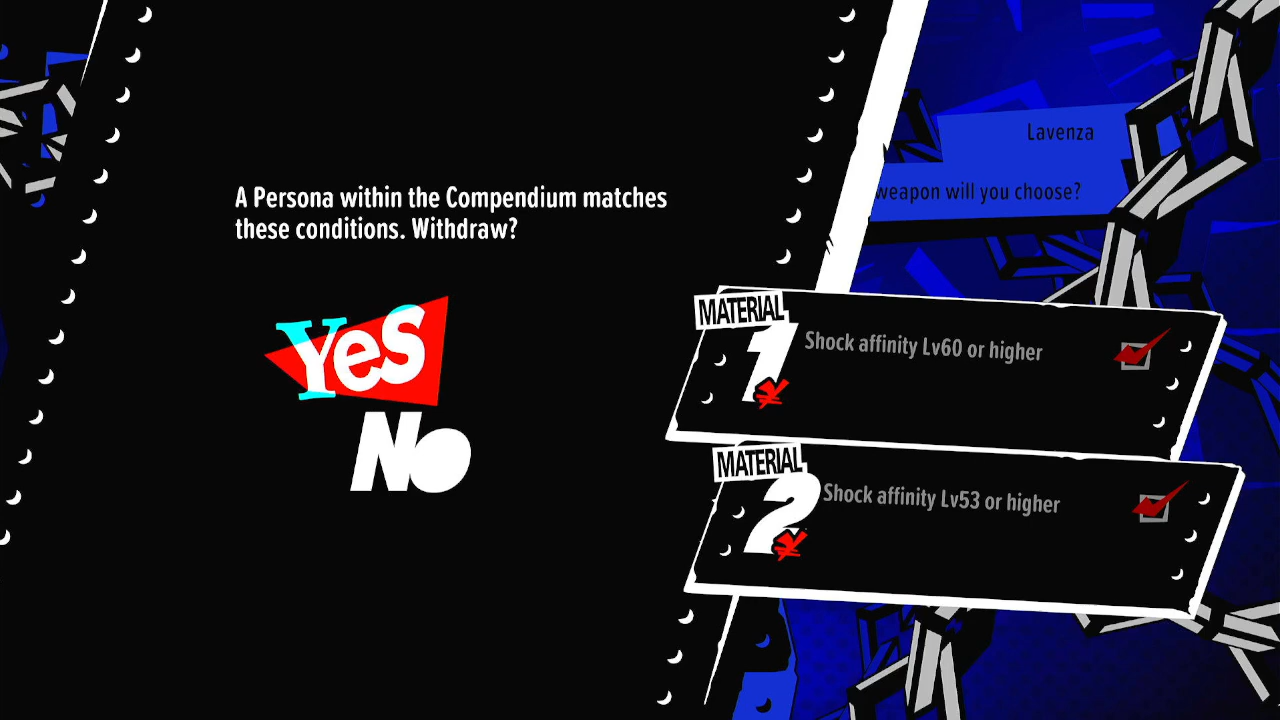 Lavenza
weapon will you choose?
A Persona within the Compendium matches
these conditions. Withdraw?
Yes
No
MATERIAL
1
Shock affinity Lv60 or higher
MATERIAL
2
Shock affinity Lv53 or higher